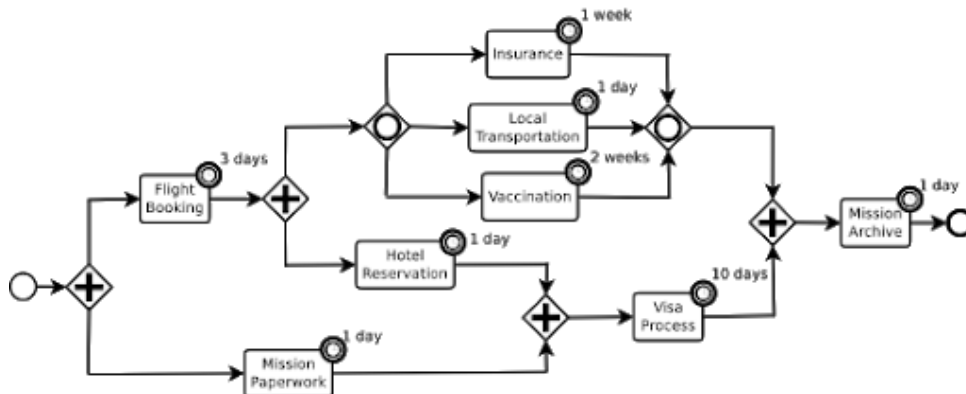 1 week
Insurance
1 day
Local
Transportation
2 weeks
Vaccination
3 days
Flight
Booking
1 day
Hotel
Reservation
1 day
Mission
Paperwork
10 days
Visa
Process
1 day
Mission
Archive